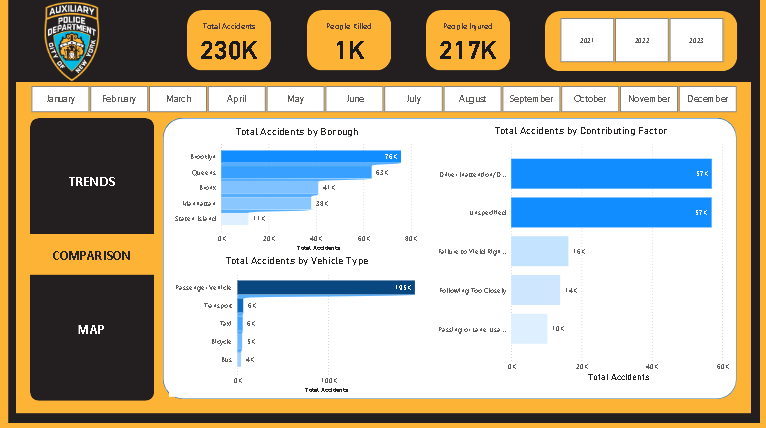 AUXILIARY
POLICE
DEPARTMENT
CITY OF NEW YORK
Total Accidents
230K
People Killed
1K
People Injured
217K
2021
2022
2023
January
February
March
April
May
June
July
August
September
October
November
December
TRENDS
COMPARISON
MAP
Total Accidents by Borough
Brooklyn
76K
Queens
63K
Bronx
41K
Manhattan
38K
Staten Island
11K
0K 20K 40K 60K 80K
Total Accidents
Total Accidents by Vehicle Type
Passenger Vehicle
195K
Transport
6K
Taxi
6K
Bicycle
5K
Bus
4K
0K 100K
Total Accidents
Total Accidents by Contributing Factor
Driver Inattention/D...
57K
Unspecified
57K
Failure to Yield Righ...
16K
Following Too Closely
14K
Passing or Lane Usa...
10K
0K 20K 40K 60K
Total Accidents